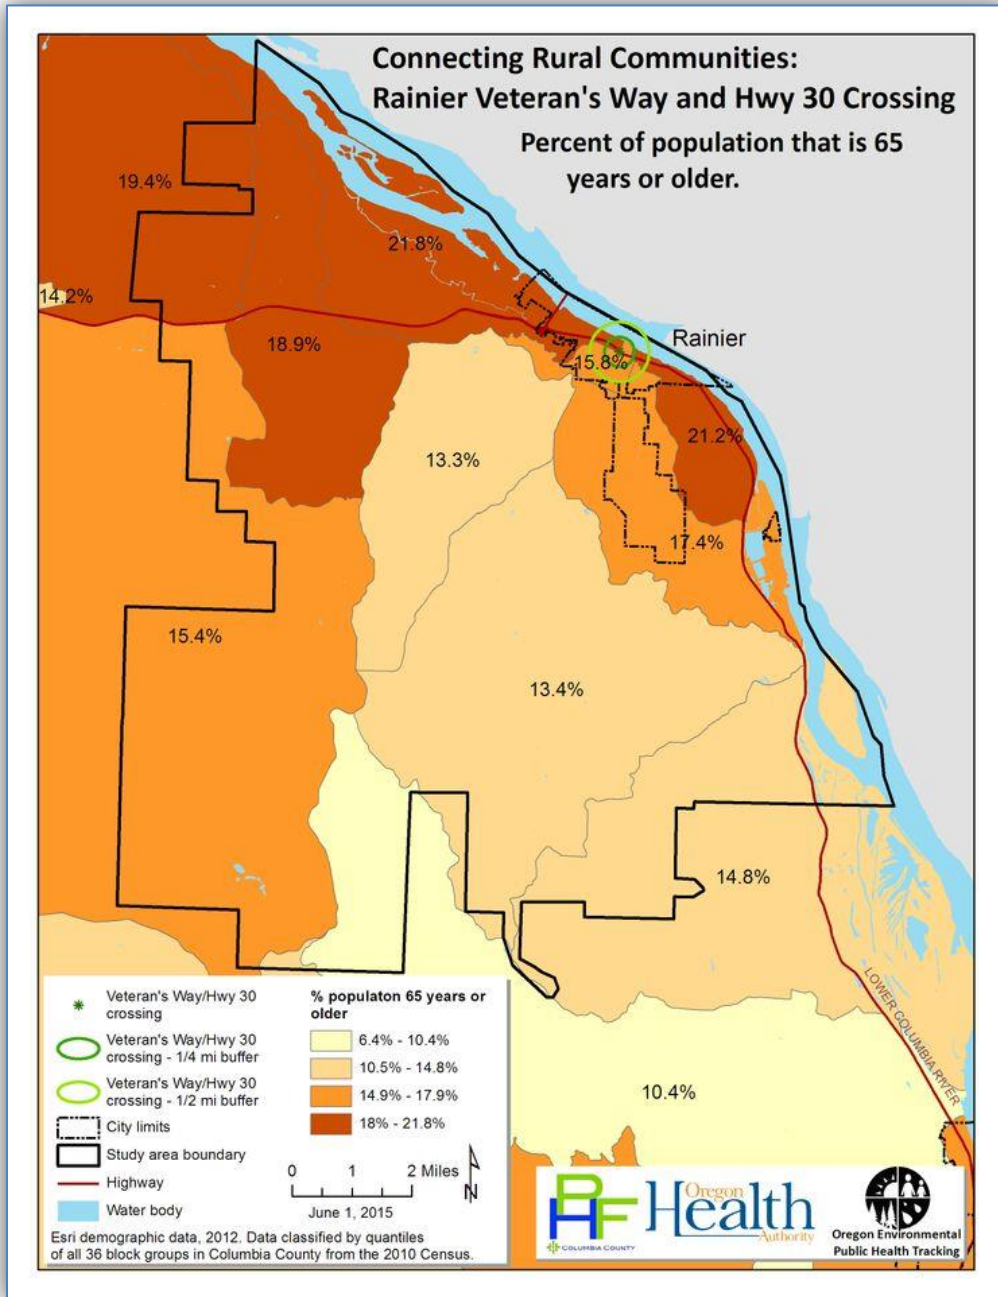 Connecting Rural Communities:
Rainier Veteran's Way and Hwy 30 Crossing
Percent of population that is 65
years or older.
19.4%
21.8%
14.2%
18.9%
Rainier
15.8%
21.2%
13.3%
17.4%
15.4%
13.4%
14.8%
LOWER COLUMBIA RIVER
10.4%
Veteran's Way/Hwy 30
crossing
Veteran's Way/Hwy 30
crossing - 1/4 mi buffer
Veteran's Way/Hwy 30
crossing - 1/2 mi buffer
City limits
Study area boundary
Highway
Water body
% populaton 65 years or
older
6.4% - 10.4%
10.5% - 14.8%
14.9% - 17.9%
18% - 21.8%
0 1 2 Miles
N
June 1, 2015
Esri demographic data, 2012. Data classified by quantiles
of all 36 block groups in Columbia County from the 2010 Census.
PHF
COLUMBIA COUNTY
Oregon
Health
Authority
Oregon Environmental
Public Health Tracking